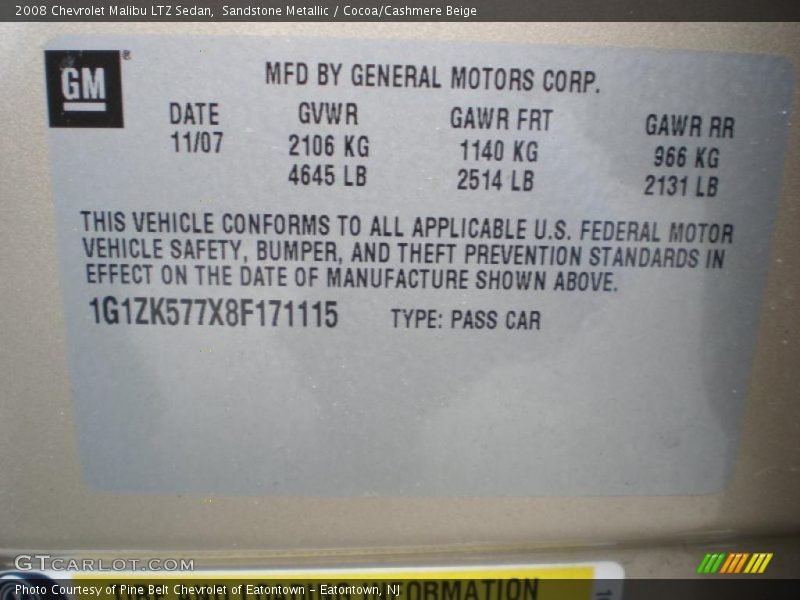 2008 Chevrolet Malibu LTZ Sedan,  Sandstone Metallic / Cocoa/Cashmere Beige
GM ®
MFD BY GENERAL MOTORS CORP.
DATE GVWR GAWR FRT GAWR RR
11/07 2106 KG 1140 KG 966 KG
4645 LB 2514 LB 2131 LB
THIS VEHICLE CONFORMS TO ALL APPLICABLE U.S. FEDERAL MOTOR
VEHICLE SAFETY, BUMPER, AND THEFT PREVENTION STANDARDS IN
EFFECT ON THE DATE OF MANUFACTURE SHOWN ABOVE.
1G1ZK577X8F171115 TYPE: PASS CAR
GTCARLOT.COM
TIRE AND LOADING INFORMATION
Photo Courtesy of Pine Belt Chevrolet of Eatontown – Eatontown, NJ